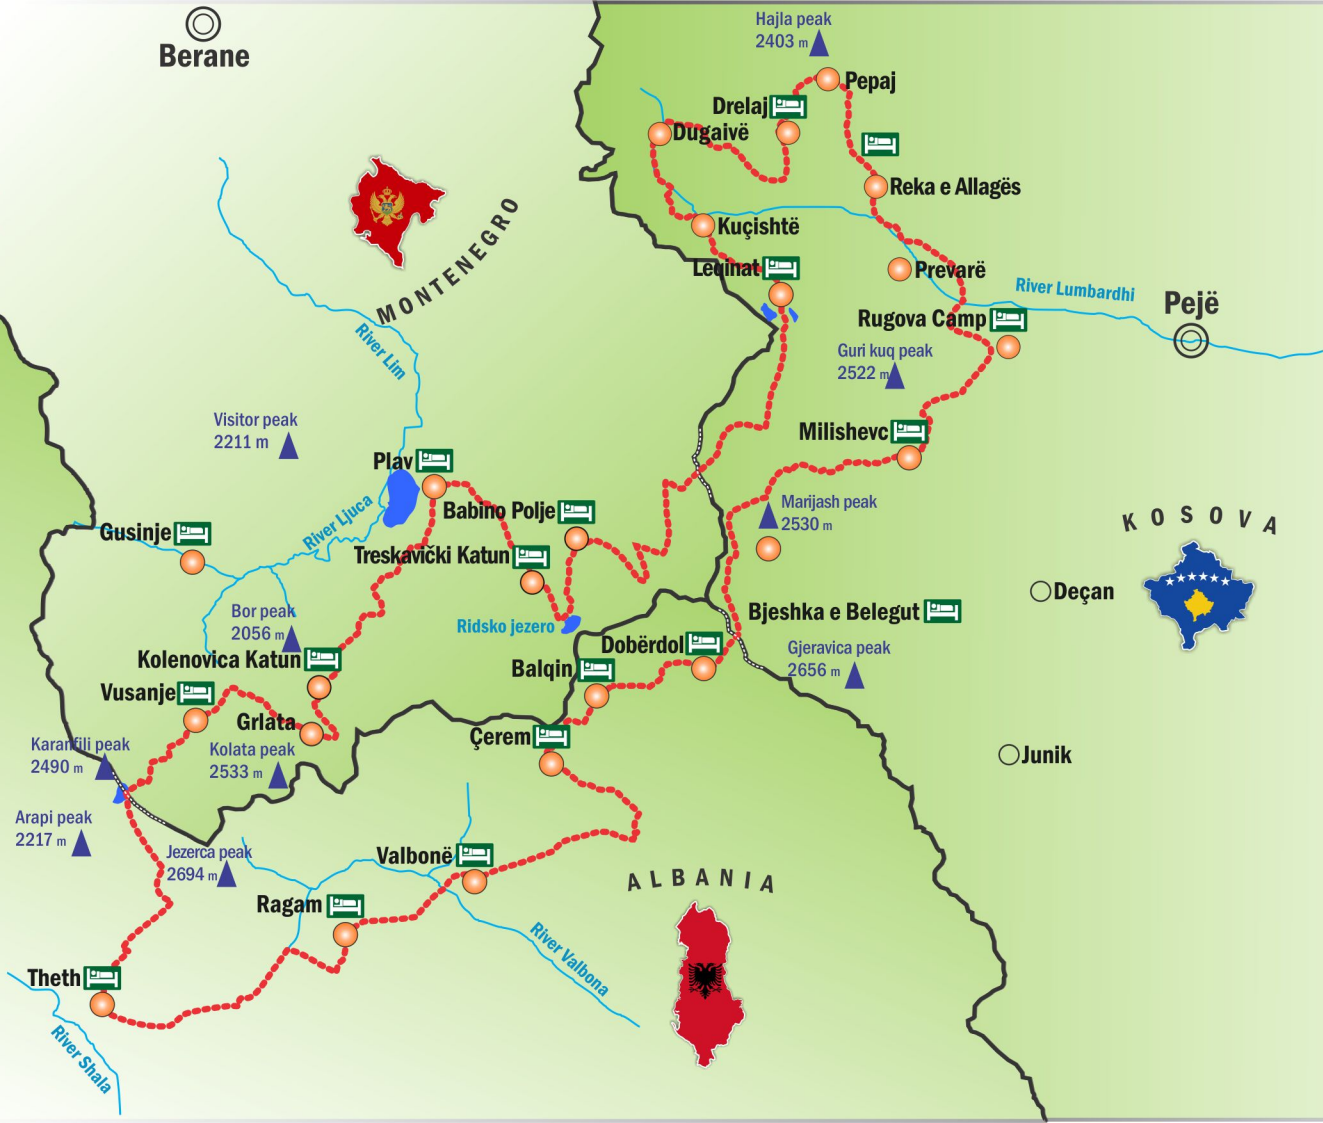 Berane
Hajla peak
2403 m
Pepaj
Drelaj
Dugaivë
Reka e Allagës
MONTENEGRO
Kuçishtë
Leqinat
Prevarë
River Lumbardhi
Pejë
Rugova Camp
River Lim
Guri kuq peak
2522 m
Visitor peak
2211 m
Milishevc
Plav
River Ljuca
Babino Polje
Marijash peak
2530 m
KOSOVA
Gusinje
Treskavički Katun
Deçan
Bor peak
2056 m
Ridsko jezero
Bjeshka e Belegut
Dobërdol
Gjeravica peak
2656 m
Kolenovica Katun
Balqin
Vusanje
Grlata
Çerem
Karanfili peak
2490 m
Kolata peak
2533 m
Junik
Arapi peak
2217 m
Jezerca peak
2694 m
Valbonë
ALBANIA
Ragam
River Valbona
Theth
River Shala